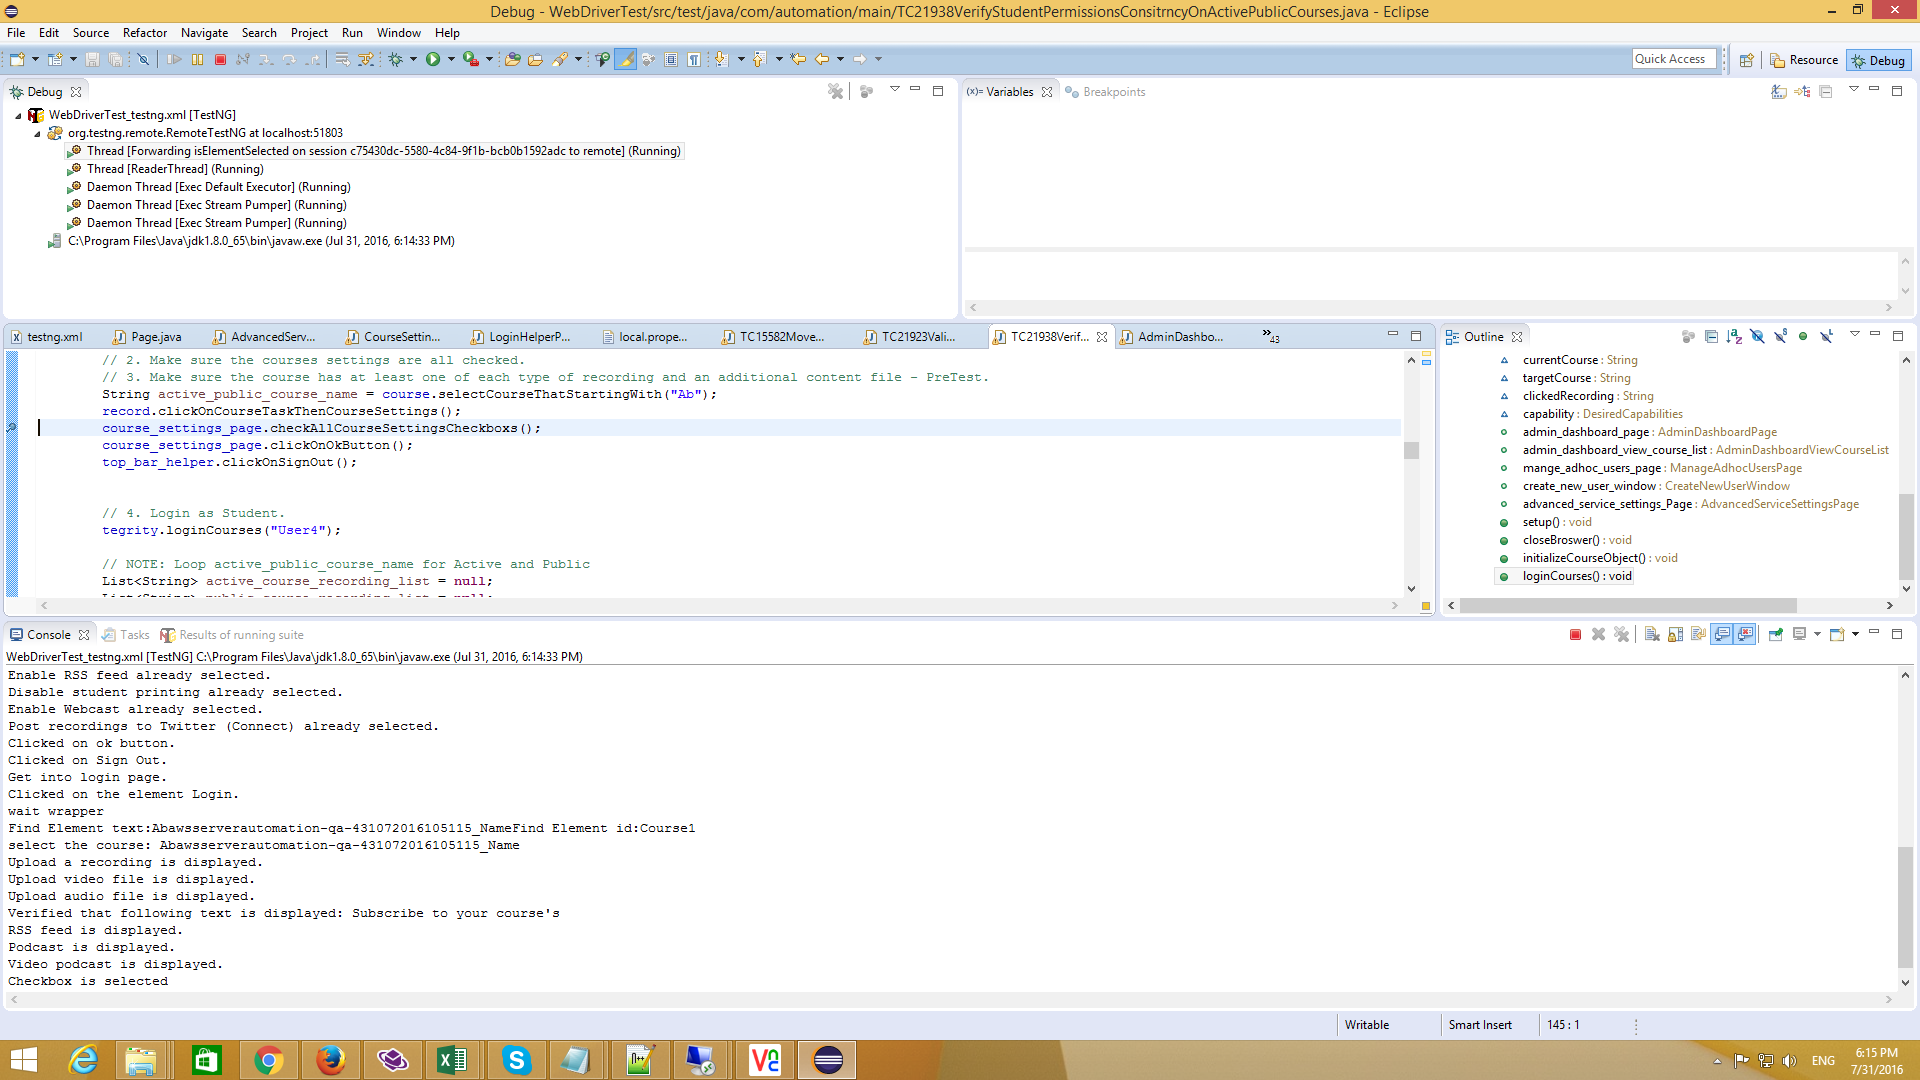 Debug - WebDriverTest/src/test/java/com/automation/main/TC21938VerifyStudentPermissionsConsitrncyOnActivePublicCourses.java - Eclipse
File Edit Source Refactor Navigate Search Project Run Window Help
Quick Access Resource Debug
Debug
WebDriverTest_testng.xml [TestNG]
org.testng.remote.RemoteTestNG at localhost:51803
Thread [Forwarding isElementSelected on session c75430dc-5580-4c84-9f1b-bcb0b1592adc to remote] (Running)
Thread [ReaderThread] (Running)
Daemon Thread [Exec Default Executor] (Running)
Daemon Thread [Exec Stream Pumper] (Running)
Daemon Thread [Exec Stream Pumper] (Running)
C:\Program Files\Java\jdk1.8.0_65\bin\javaw.exe (Jul 31, 2016, 6:14:33 PM)
(x)= Variables Breakpoints
testng.xml Page.java AdvancedServ... CourseSettin... LoginHelperP... local.prope... TC15582Move... TC21923Vali... TC21938Verif... AdminDashbo... »43
// 2. Make sure the courses settings are all checked.
// 3. Make sure the course has at least one of each type of recording and an additional content file - PreTest.
String active_public_course_name = course.selectCourseThatStartingWith("Ab");
record.clickOnCourseTaskThenCourseSettings();
course_settings_page.checkAllCourseSettingsCheckboxs();
course_settings_page.clickOnOkButton();
top_bar_helper.clickOnSignOut();
// 4. Login as Student.
tegrity.loginCourses("User4");
// NOTE: Loop active_public_course_name for Active and Public
List<String> active_course_recording_list = null;
List<String> public_course_recording_list = null;
Outline
currentCourse : String
targetCourse : String
clickedRecording : String
capability : DesiredCapabilities
admin_dashboard_page : AdminDashboardPage
admin_dashboard_view_course_list : AdminDashboardViewCourseList
mange_adhoc_users_page : ManageAdhocUsersPage
create_new_user_window : CreateNewUserWindow
advanced_service_settings_Page : AdvancedServiceSettingsPage
setup() : void
closeBroswer() : void
initializeCourseObject() : void
loginCourses() : void
Console Tasks Results of running suite
WebDriverTest_testng.xml [TestNG] C:\Program Files\Java\jdk1.8.0_65\bin\javaw.exe (Jul 31, 2016, 6:14:33 PM)
Enable RSS feed already selected.
Disable student printing already selected.
Enable Webcast already selected.
Post recordings to Twitter (Connect) already selected.
Clicked on ok button.
Clicked on Sign Out.
Get into login page.
Clicked on the element Login.
wait wrapper
Find Element text:Abawsserverautomation-qa-431072016105115_NameFind Element id:Course1
select the course: Abawsserverautomation-qa-431072016105115_Name
Upload a recording is displayed.
Upload video file is displayed.
Upload audio file is displayed.
Verified that following text is displayed: Subscribe to your course's
RSS feed is displayed.
Podcast is displayed.
Video podcast is displayed.
Checkbox is selected
Writable Smart Insert 145 : 1
ENG 6:15 PM
7/31/2016